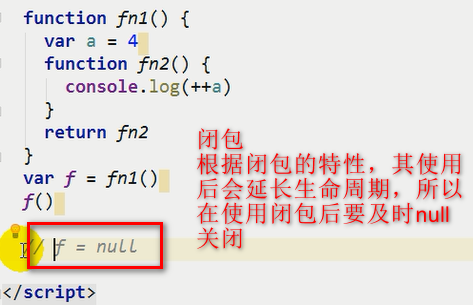 function fn1() {
var a = 4
function fn2() {
console.log(++a)
}
return fn2
}
var f = fn1()
f()
闭包
根据闭包的特性，其使用
后会延长生命周期，所以
在使用闭包后要及时null
关闭
// f = null
</script>